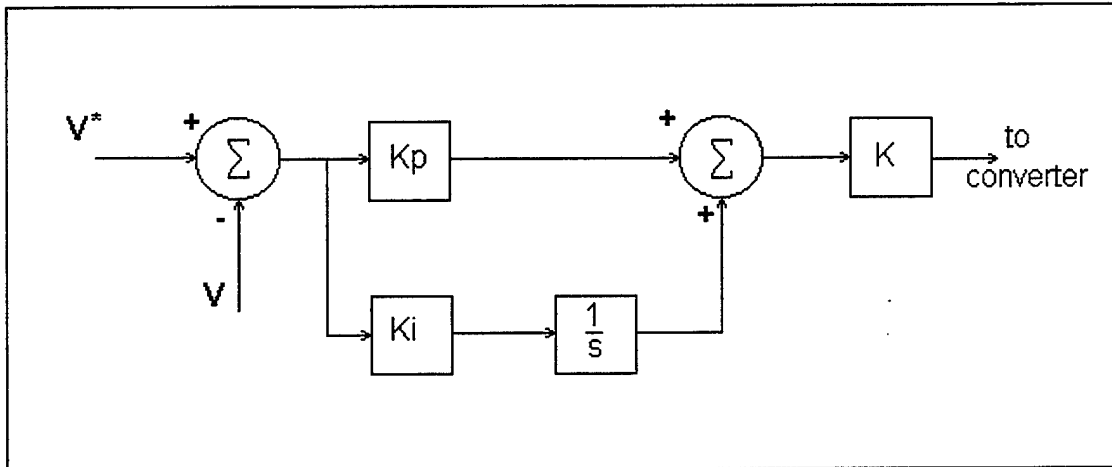 V*
+
Σ
-
V
Kp
Ki
1
s
+
Σ
+
K
to
converter